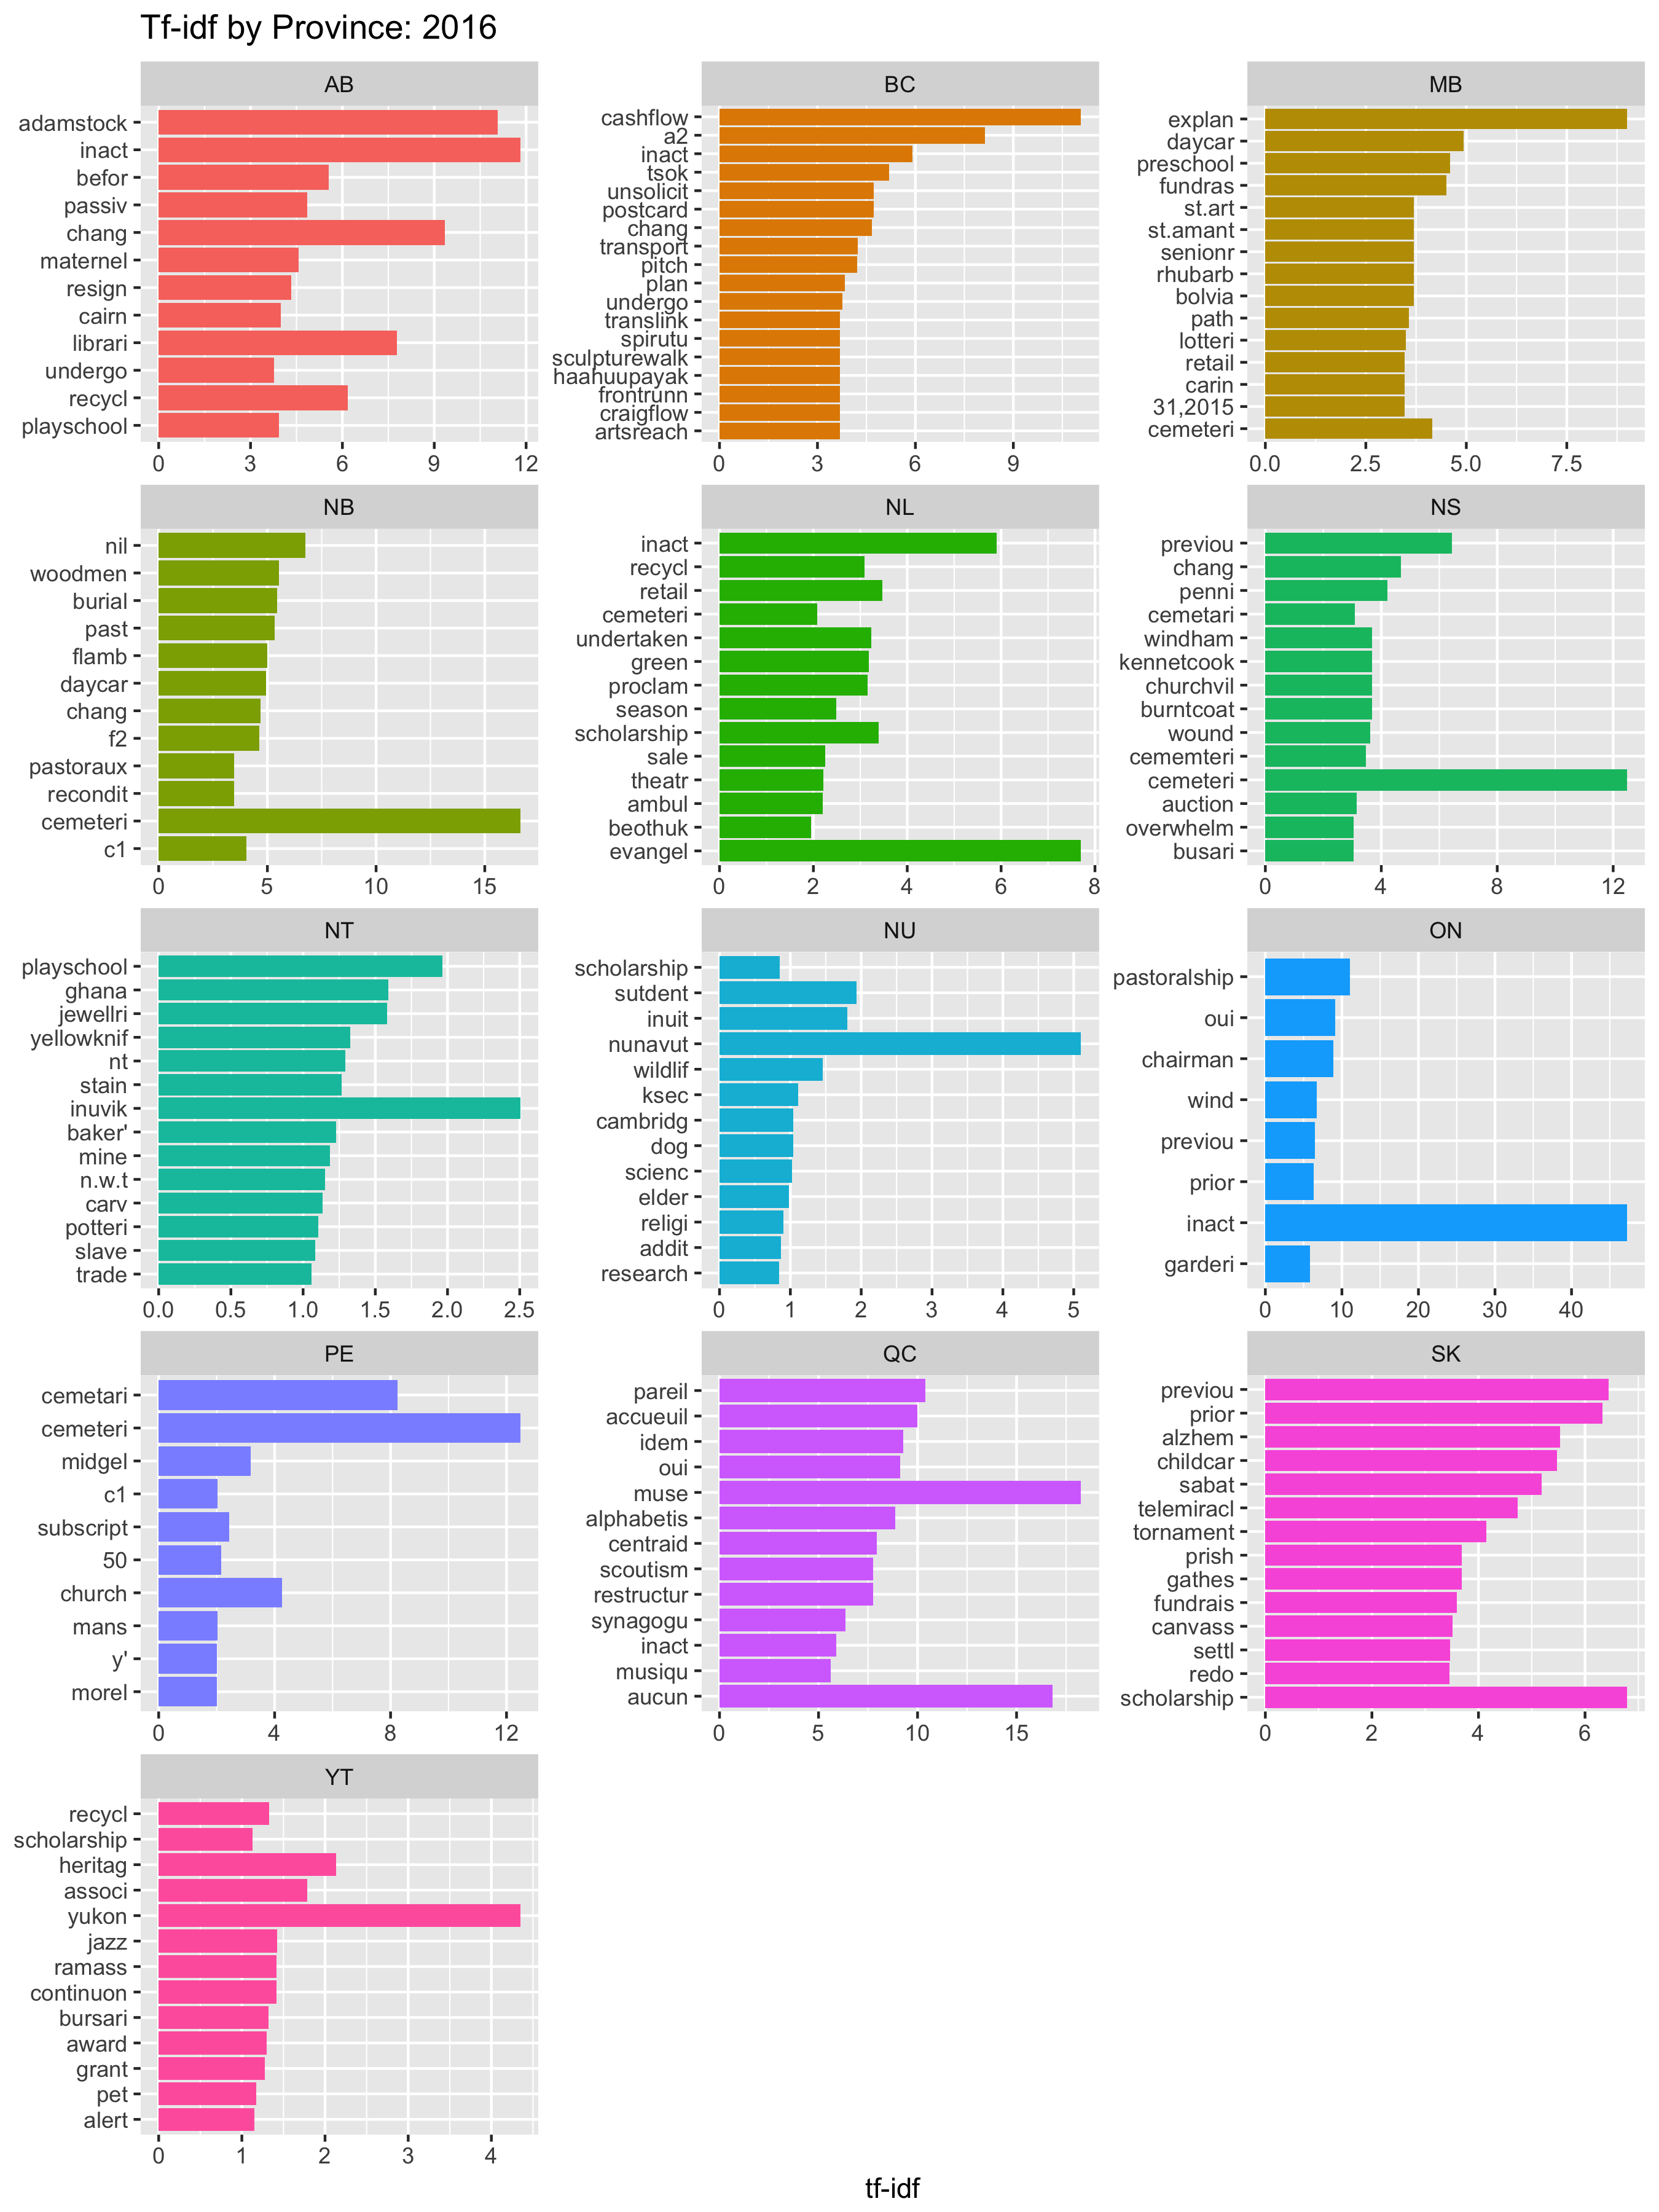 Tf-idf by Province: 2016
AB
adamstock
inact
befor
passiv
chang
maternel
resign
cairn
librari
undergo
recycl
playschool
0 3 6 9 12
BC
cashflow
a2
inact
tsok
unsolicit
postcard
chang
transport
pitch
plan
undergo
translink
spirutu
sculpturewalk
haahuupayak
frontrunn
craigflow
artsreach
0 3 6 9
MB
explan
daycar
preschool
fundras
st.art
st.amant
senionr
rhubarb
bolvia
path
lotteri
retail
carin
31,2015
cemeteri
0.0 2.5 5.0 7.5
NB
nil
woodmen
burial
past
flamb
daycar
chang
f2
pastoraux
recondit
cemeteri
c1
0 5 10 15
NL
inact
recycl
retail
cemeteri
undertaken
green
proclam
season
scholarship
sale
theatr
ambul
beothuk
evangel
0 2 4 6 8
NS
previou
chang
penni
cemetari
windham
kennetcook
churchvil
burntcoat
wound
cememteri
cemeteri
auction
overwhelm
busari
0 4 8 12
NT
playschool
ghana
jewellri
yellowknif
nt
stain
inuvik
baker'
mine
n.w.t
carv
potteri
slave
trade
0.0 0.5 1.0 1.5 2.0 2.5
NU
scholarship
sutdent
inuit
nunavut
wildlif
ksec
cambridg
dog
scienc
elder
religi
addit
research
0 1 2 3 4 5
ON
pastoralship
oui
chairman
wind
previou
prior
inact
garderi
0 10 20 30 40
PE
cemetari
cemeteri
midgel
c1
subscript
50
church
mans
y'
morel
0 4 8 12
QC
pareil
accueuil
idem
oui
muse
alphabetis
centraid
scoutism
restructur
synagogu
inact
musiqu
aucun
0 5 10 15
SK
previou
prior
alzhem
childcar
sabat
telemiracl
tornament
prish
gathes
fundrais
canvass
settl
redo
scholarship
0 2 4 6
YT
recycl
scholarship
heritag
associ
yukon
jazz
ramass
continuon
bursari
award
grant
pet
alert
0 1 2 3 4
tf-idf